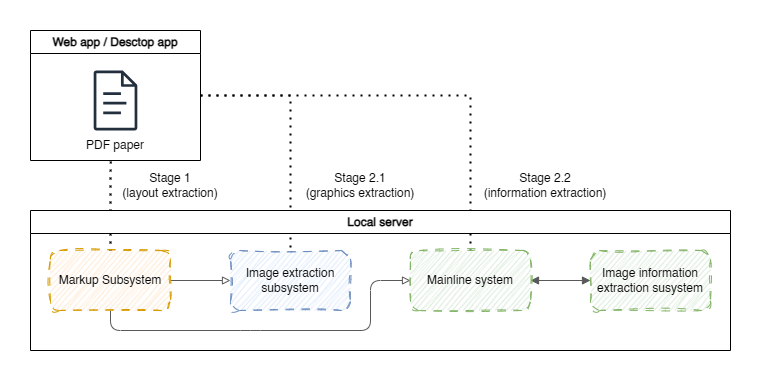 Web app / Desctop app
PDF paper
Stage 1
(layout extraction)
Stage 2.1
(graphics extraction)
Stage 2.2
(information extraction)
Local server
Markup Subsystem
Image extraction
subsystem
Mainline system
Image information
extraction susystem